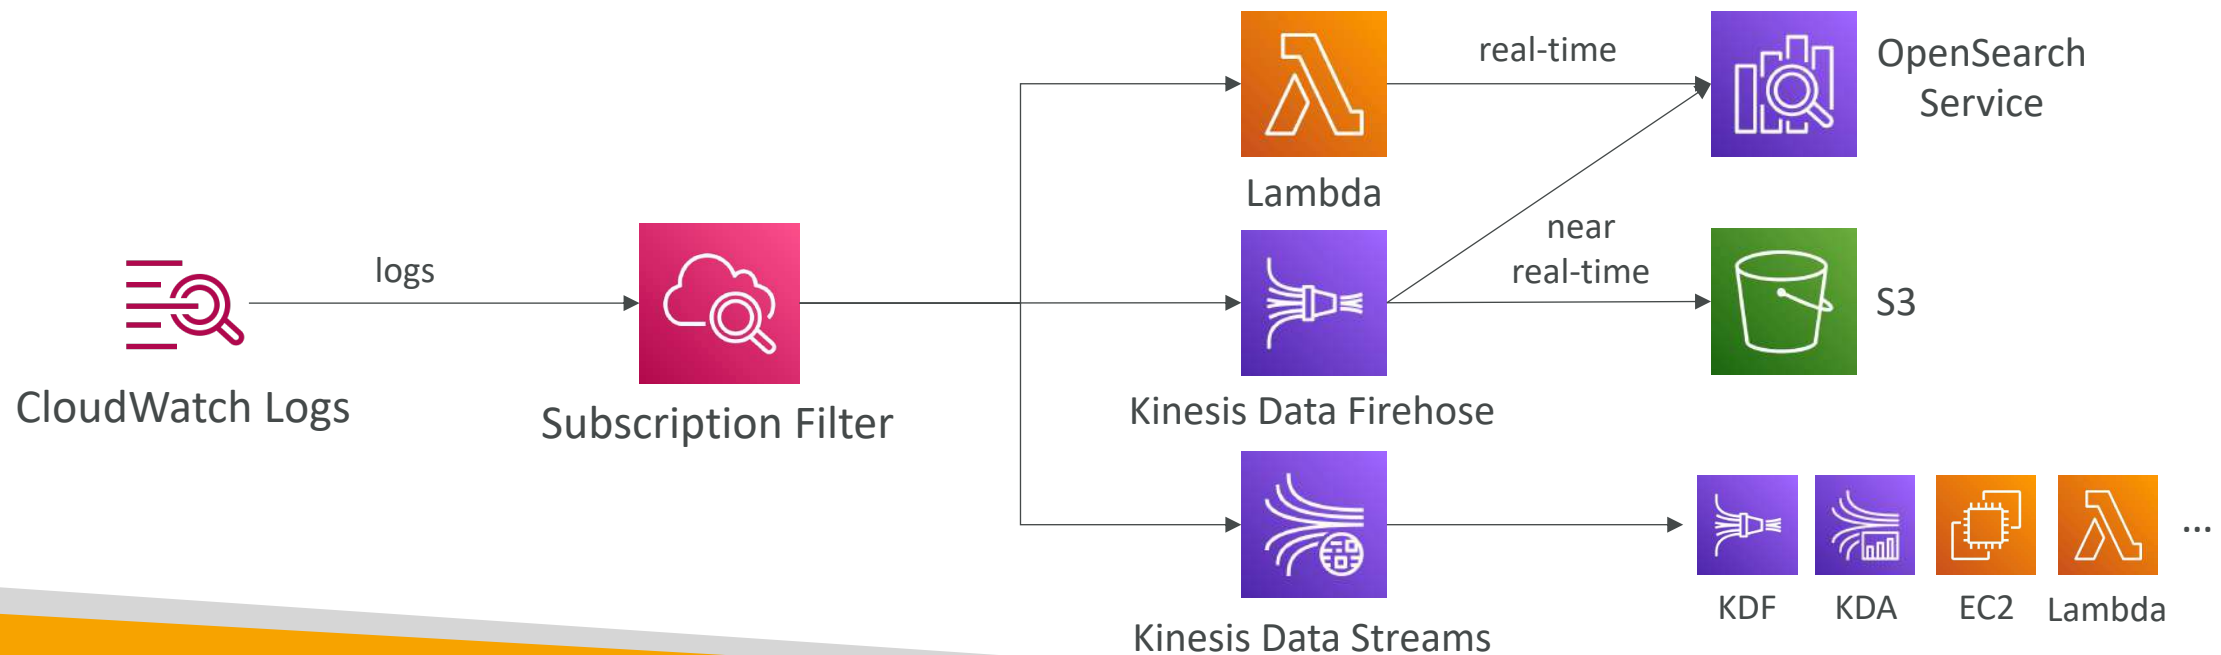 CloudWatch Logs
logs
Subscription Filter
Lambda
real-time
OpenSearch
Service
Kinesis Data Firehose
near
real-time
S3
Kinesis Data Streams
KDF
KDA
EC2
Lambda
...